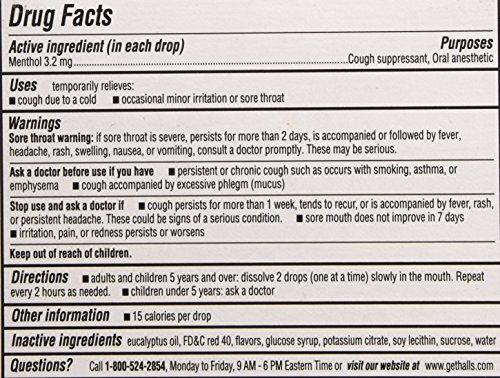 Drug Facts
Active ingredient (in each drop) Purposes
Menthol 3.2 mg............................................................Cough suppressant, Oral anesthetic
Uses temporarily relieves:
■ cough due to a cold ■ occasional minor irritation or sore throat
Warnings
Sore throat warning: if sore throat is severe, persists for more than 2 days, is accompanied or followed by fever,
headache, rash, swelling, nausea, or vomiting, consult a doctor promptly. These may be serious.
Ask a doctor before use if you have ■ persistent or chronic cough such as occurs with smoking, asthma, or
emphysema ■ cough accompanied by excessive phlegm (mucus)
Stop use and ask a doctor if ■ cough persists for more than 1 week, tends to recur, or is accompanied by fever, rash,
or persistent headache. These could be signs of a serious condition. ■ sore mouth does not improve in 7 days
■ irritation, pain, or redness persists or worsens
Keep out of reach of children.
Directions ■ adults and children 5 years and over: dissolve 2 drops (one at a time) slowly in the mouth. Repeat
every 2 hours as needed. ■ children under 5 years: ask a doctor
Other information ■ 15 calories per drop
Inactive ingredients eucalyptus oil, FD&C red 40, flavors, glucose syrup, potassium citrate, soy lecithin, sucrose, water
Questions? Call 1-800-524-2854, Monday to Friday, 9 AM - 6 PM Eastern Time or visit our website at www.gethalls.com